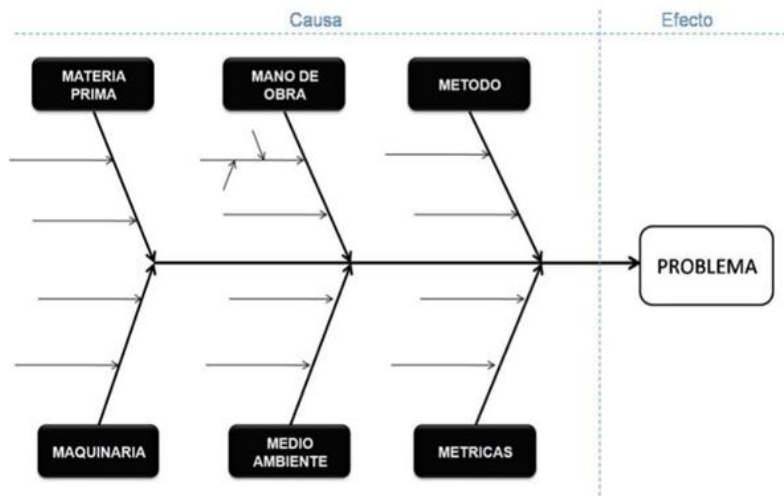 Causa
Efecto
MATERIA
PRIMA
MANO DE
OBRA
METODO
PROBLEMA
MAQUINARIA
MEDIO
AMBIENTE
METRICAS